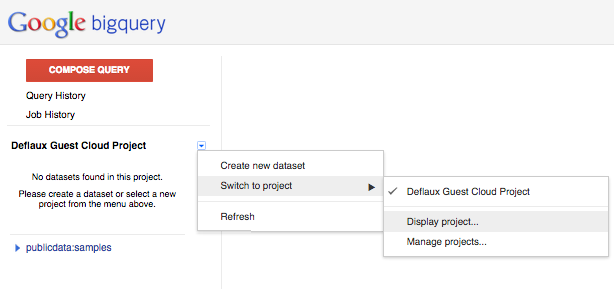 Google bigquery
COMPOSE QUERY
Query History
Job History
Deflaux Guest Cloud Project
No datasets found in this project.
Please create a dataset or select a new
project from the menu above.
publicdata:samples
Create new dataset
Switch to project
Refresh
Deflaux Guest Cloud Project
Display project...
Manage projects...